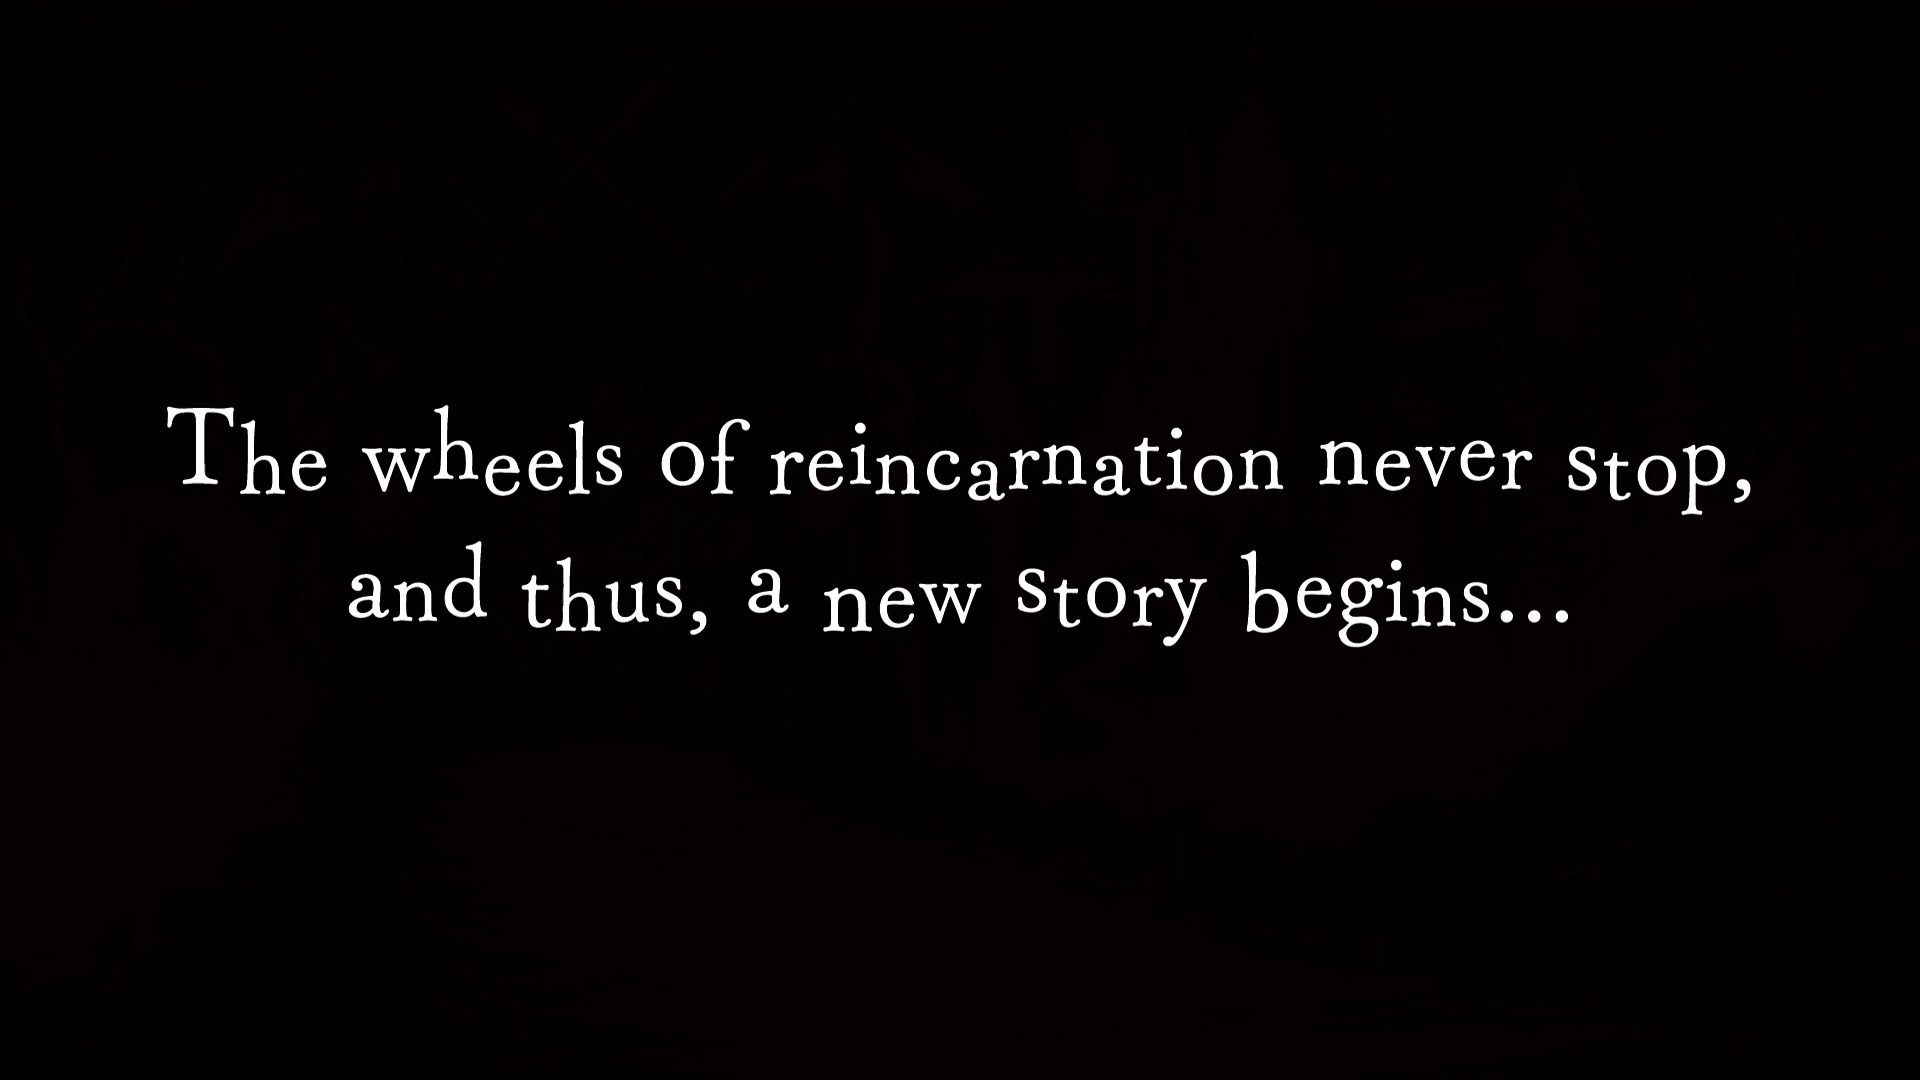 The wheels of reincarnation never stop,
and thus, a new story begins...